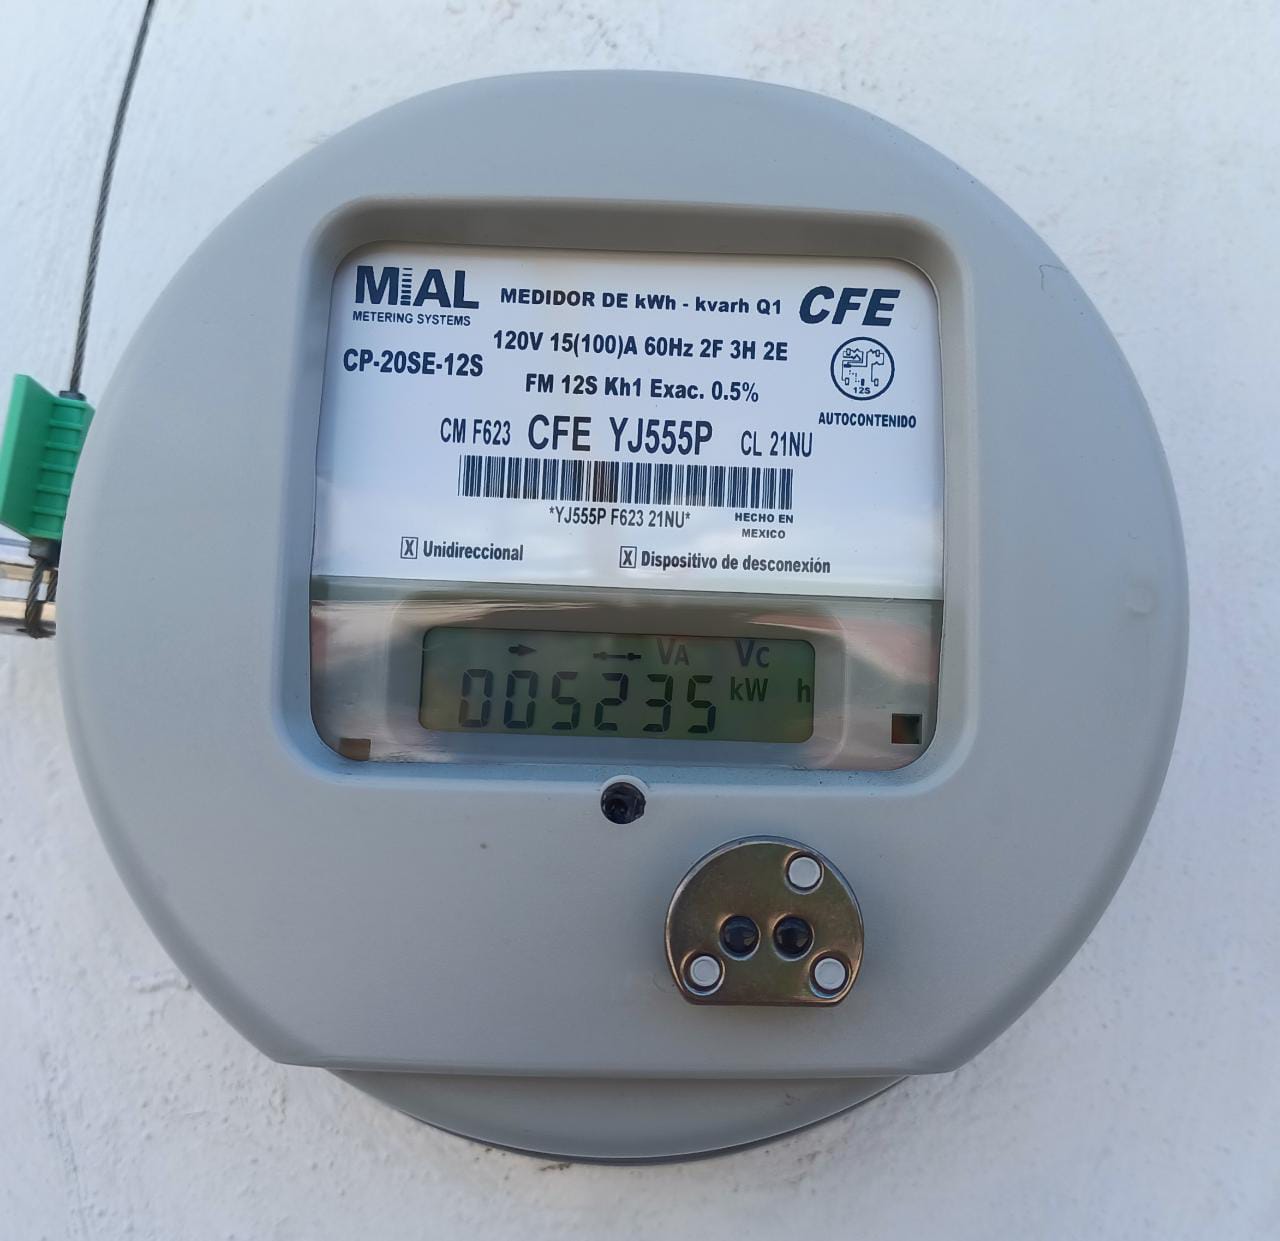 MIAL
METERING SYSTEMS
MEDIDOR DE kWh - kvarh Q1
CFE
CP-20SE-12S
120V 15(100)A 60Hz 2F 3H 2E
FM 12S Kh1 Exac. 0.5%
12S
AUTOCONTENIDO
CM F623 CFE YJ555P CL 21NU
*YJ555P F623 21NU*
HECHO EN
MEXICO
X Unidireccional
X Dispositivo de desconexión
VA VC
005235 kW h